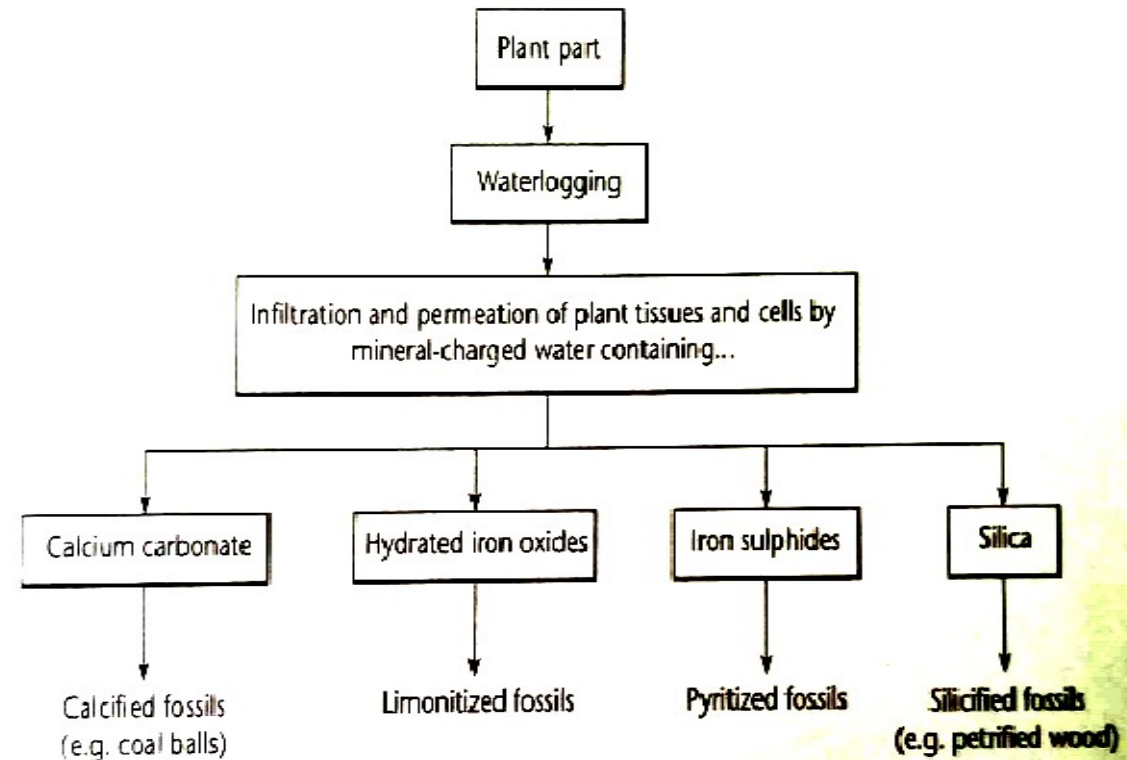 Plant part
Waterlogging
Infiltration and permeation of plant tissues and cells by
mineral-charged water containing...
Calcium carbonate
Hydrated iron oxides
Iron sulphides
Silica
Calcified fossils
(e.g. coal balls)
Limonitized fossils
Pyritized fossils
Silicified fossils
(e.g. petrified wood)